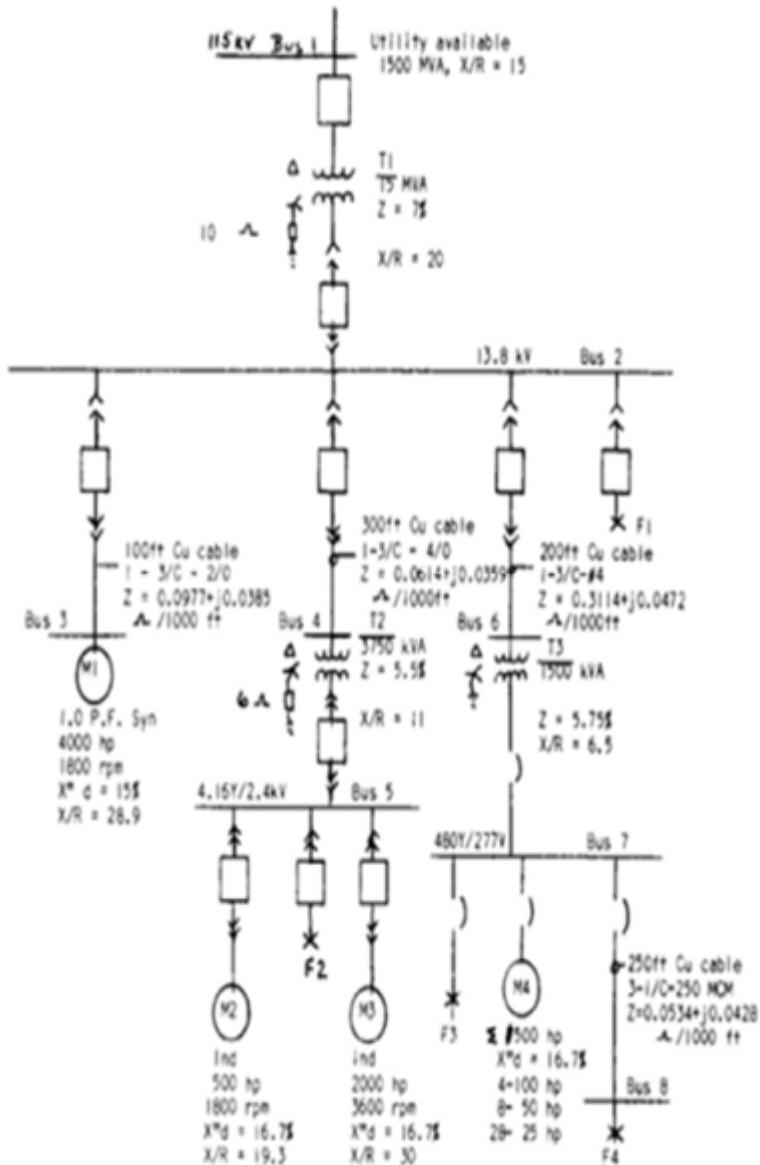 115kV Bus 1
Utility available
1500 MVA, X/R = 15
Δ
T1
15 MVA
Z = 7%
10
X/R = 20
13.8 kV Bus 2
F1
100ft Cu cable
1 - 3/C - 2/0
Z = 0.0977+j0.0385
/1000 ft
300ft Cu cable
1-3/C - 4/0
Z = 0.0614+j0.0359
/1000ft
200ft Cu cable
1-3/C-#4
Z = 0.3114+j0.0472
/1000ft
Bus 3
M1
1.0 P.F. Syn
4000 hp
1800 rpm
X" d = 15%
X/R = 28.9
Bus 4
Δ
T2
3750 kVA
Z = 5.5%
6
X/R = 11
Bus 6
Δ
T3
1500 kVA
Z = 5.75%
X/R = 6.5
4.16Y/2.4kV Bus 5
F2
M2
Ind
500 hp
1800 rpm
X"d = 16.7%
X/R = 19.3
M3
ind
2000 hp
3600 rpm
X"d = 16.7%
X/R = 30
480Y/277V Bus 7
F3
M4
Σ 1500 hp
X"d = 16.7%
4-100 hp
8- 50 hp
28- 25 hp
250ft Cu cable
3-1/C-250 MCM
Z=0.0534+j0.0428
/1000 ft
Bus 8
F4